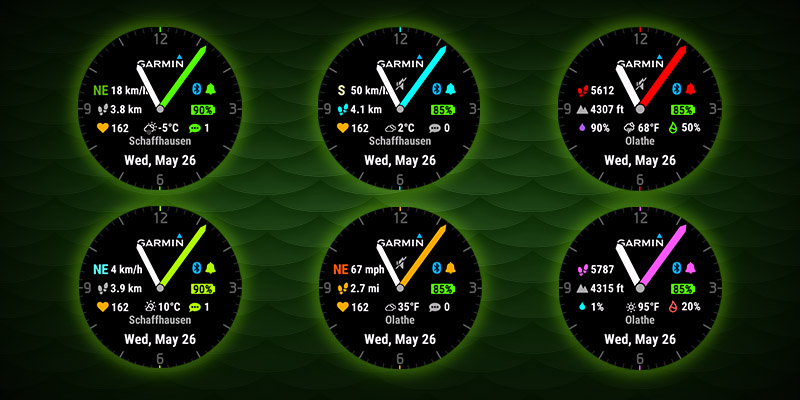 12
GARMIN
NE 18 km/h
3.8 km 90%
9 3
162 -5°C 1
Schaffhausen
Wed, May 26
6
12
GARMIN
S 50 km/h
4.1 km 85%
9 3
162 2°C 0
Schaffhausen
Wed, May 26
6
12
GARMIN
5612
4307 ft 85%
9 3
90% 68°F 50%
Olathe
Wed, May 26
6
12
GARMIN
NE 4 km/h
3.9 km 90%
9 3
162 10°C 1
Schaffhausen
Wed, May 26
6
12
GARMIN
NE 67 mph
2.7 mi 85%
9 3
162 35°F 0
Olathe
Wed, May 26
6
12
GARMIN
5787
4315 ft 85%
9 3
1% 95°F 20%
Olathe
Wed, May 26
6